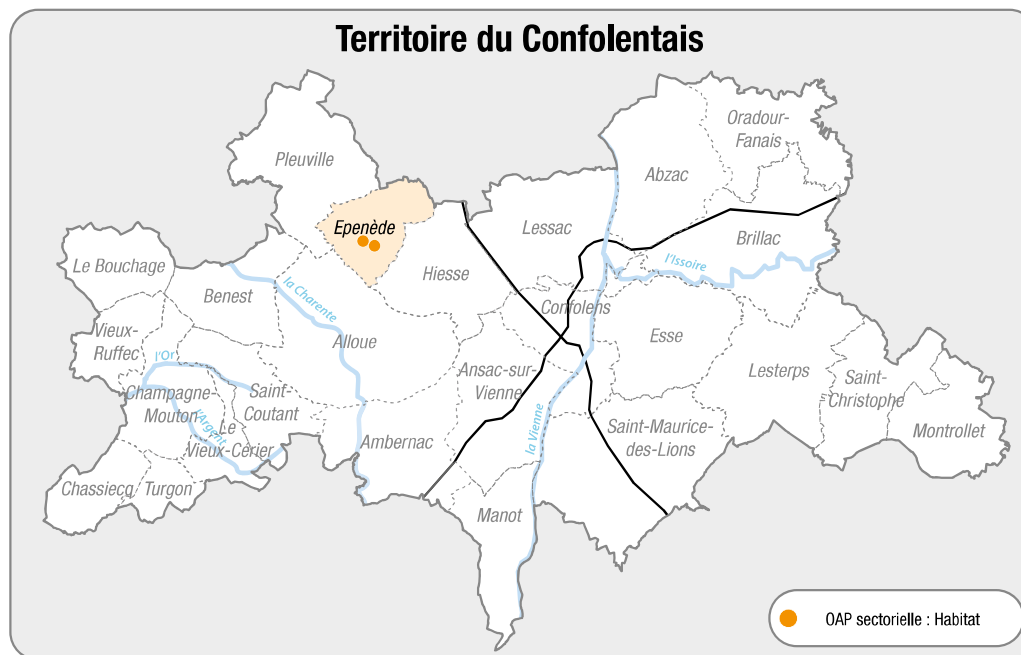 Territoire du Confolentais
Oradour-
Fanais
Pleuville
Abzac
Epenède
Lessac
Brillac
Le Bouchage
Hiesse
l'Issoire
Benest
la Charente
Confolens
Vieux-
Ruffec
Alloue
Esse
l'Or
Ansac-sur-
Vienne
Lesterps
Saint-
Christophe
Champagne-
Mouton
Saint-
Coutant
l'Argent
Le
Vieux-Cérier
Ambernac
la Vienne
Saint-Maurice-
des-Lions
Montrollet
Chassiecq
Turgon
Manot
OAP sectorielle : Habitat